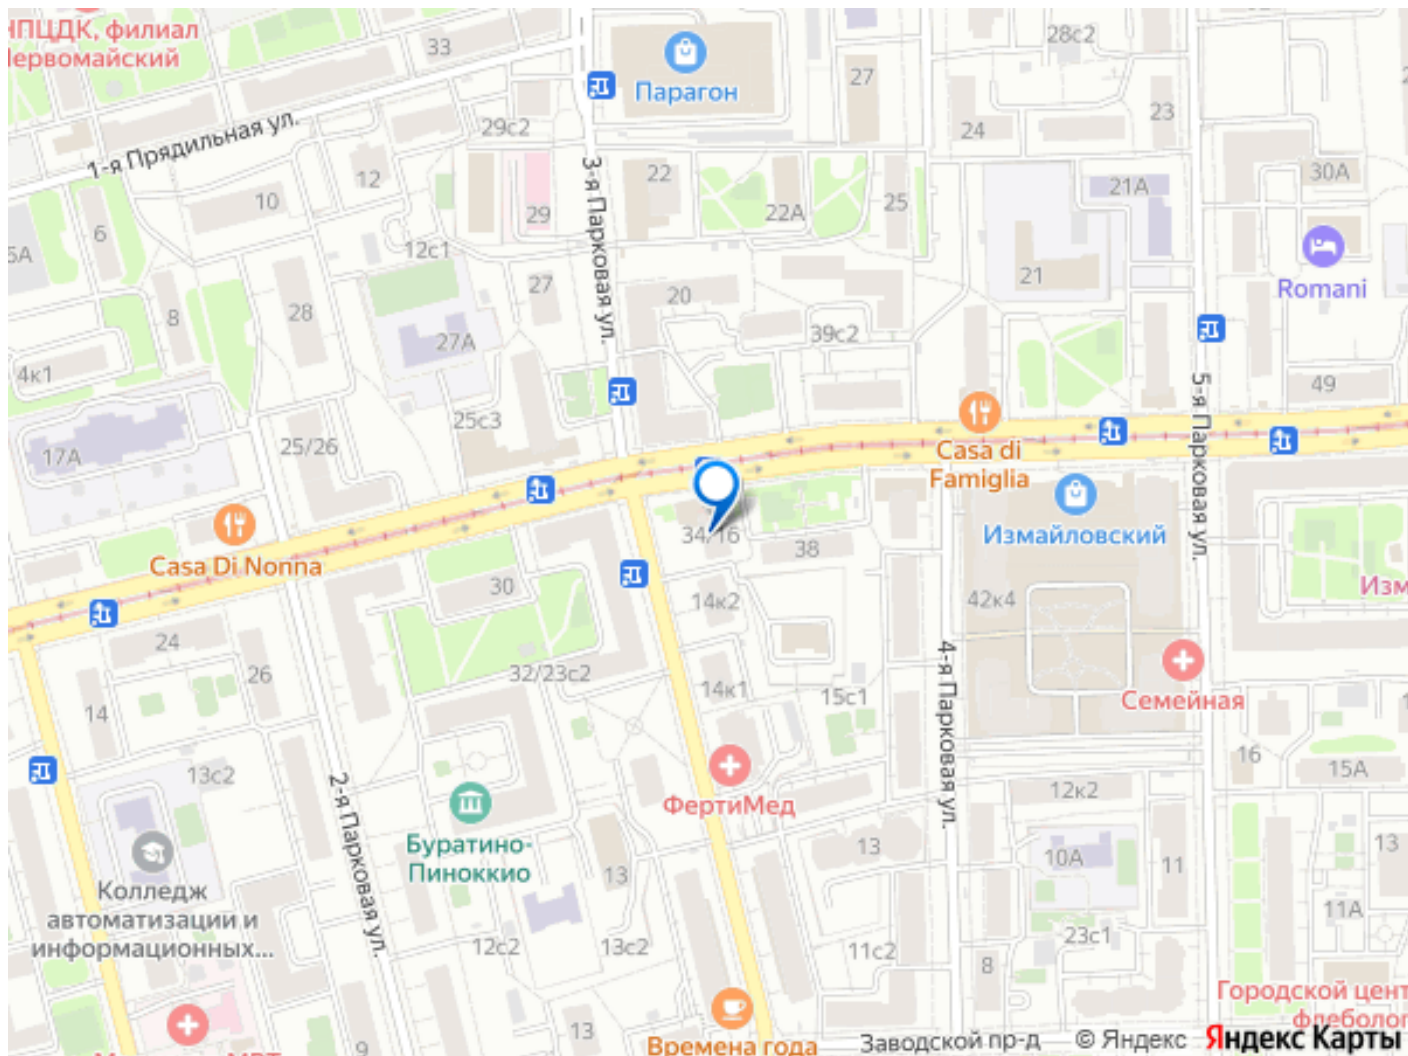 НПЦДК, филиал
Первомайский
33
Парагон
28с2
27
23
24
29с2
1-я Прядильная ул.
3-я Парковая ул.
12
22
30А
21А
10
29
22А
25
6
5А
12с1
27
20
21
Romani
28
8
39с2
27А
4к1
49
5-я Парковая ул.
25с3
25/26
17А
Casa di
Famiglia
Измайловский
34/16
38
Casa Di Nonna
30
14к2
42к4
Изм
24
26
32/23с2
14к1
15с1
4-я Парковая ул.
Семейная
14
13с2
16
15А
2-я Парковая ул.
ФертиМед
12к2
Буратино-
Пиноккио
13
13
10А
11
13
Колледж
автоматизации и
информационных...
11А
12с2
13с2
11с2
23с1
8
Городской цент
флеболог
13
9
Времена года
Заводской пр-д
© Яндекс
Яндекс Карты